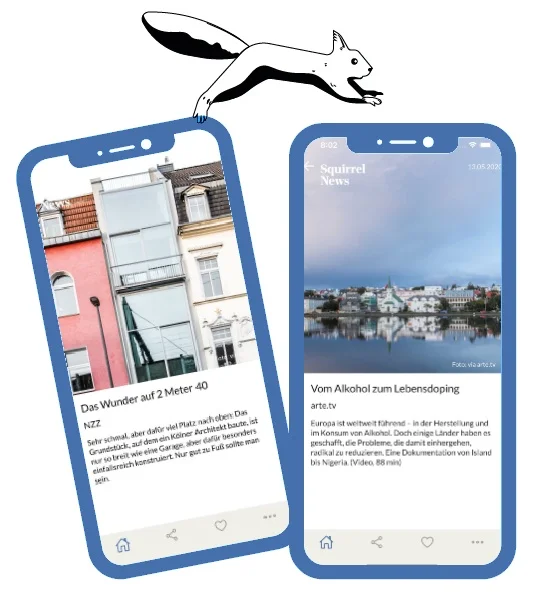 Foto: via
Das Wunder auf 2 Meter 40
NZZ
Sehr schmal, aber dafür viel Platz nach oben: Das
Grundstück, auf dem ein Kölner Architekt baute, ist
nur so breit wie eine Garage, aber dafür besonders
einfallsreich konstruiert. Nur gut zu Fuß sollte man
sein.
8:02
Squirrel
News
13.05.2020
Foto: via arte.tv
Vom Alkohol zum Lebensdoping
arte.tv
Europa ist weltweit führend – in der Herstellung und
im Konsum von Alkohol. Doch einige Länder haben es
geschafft, die Probleme, die damit einhergehen,
radikal zu reduzieren. Eine Dokumentation von Island
bis Nigeria. (Video, 88 min)